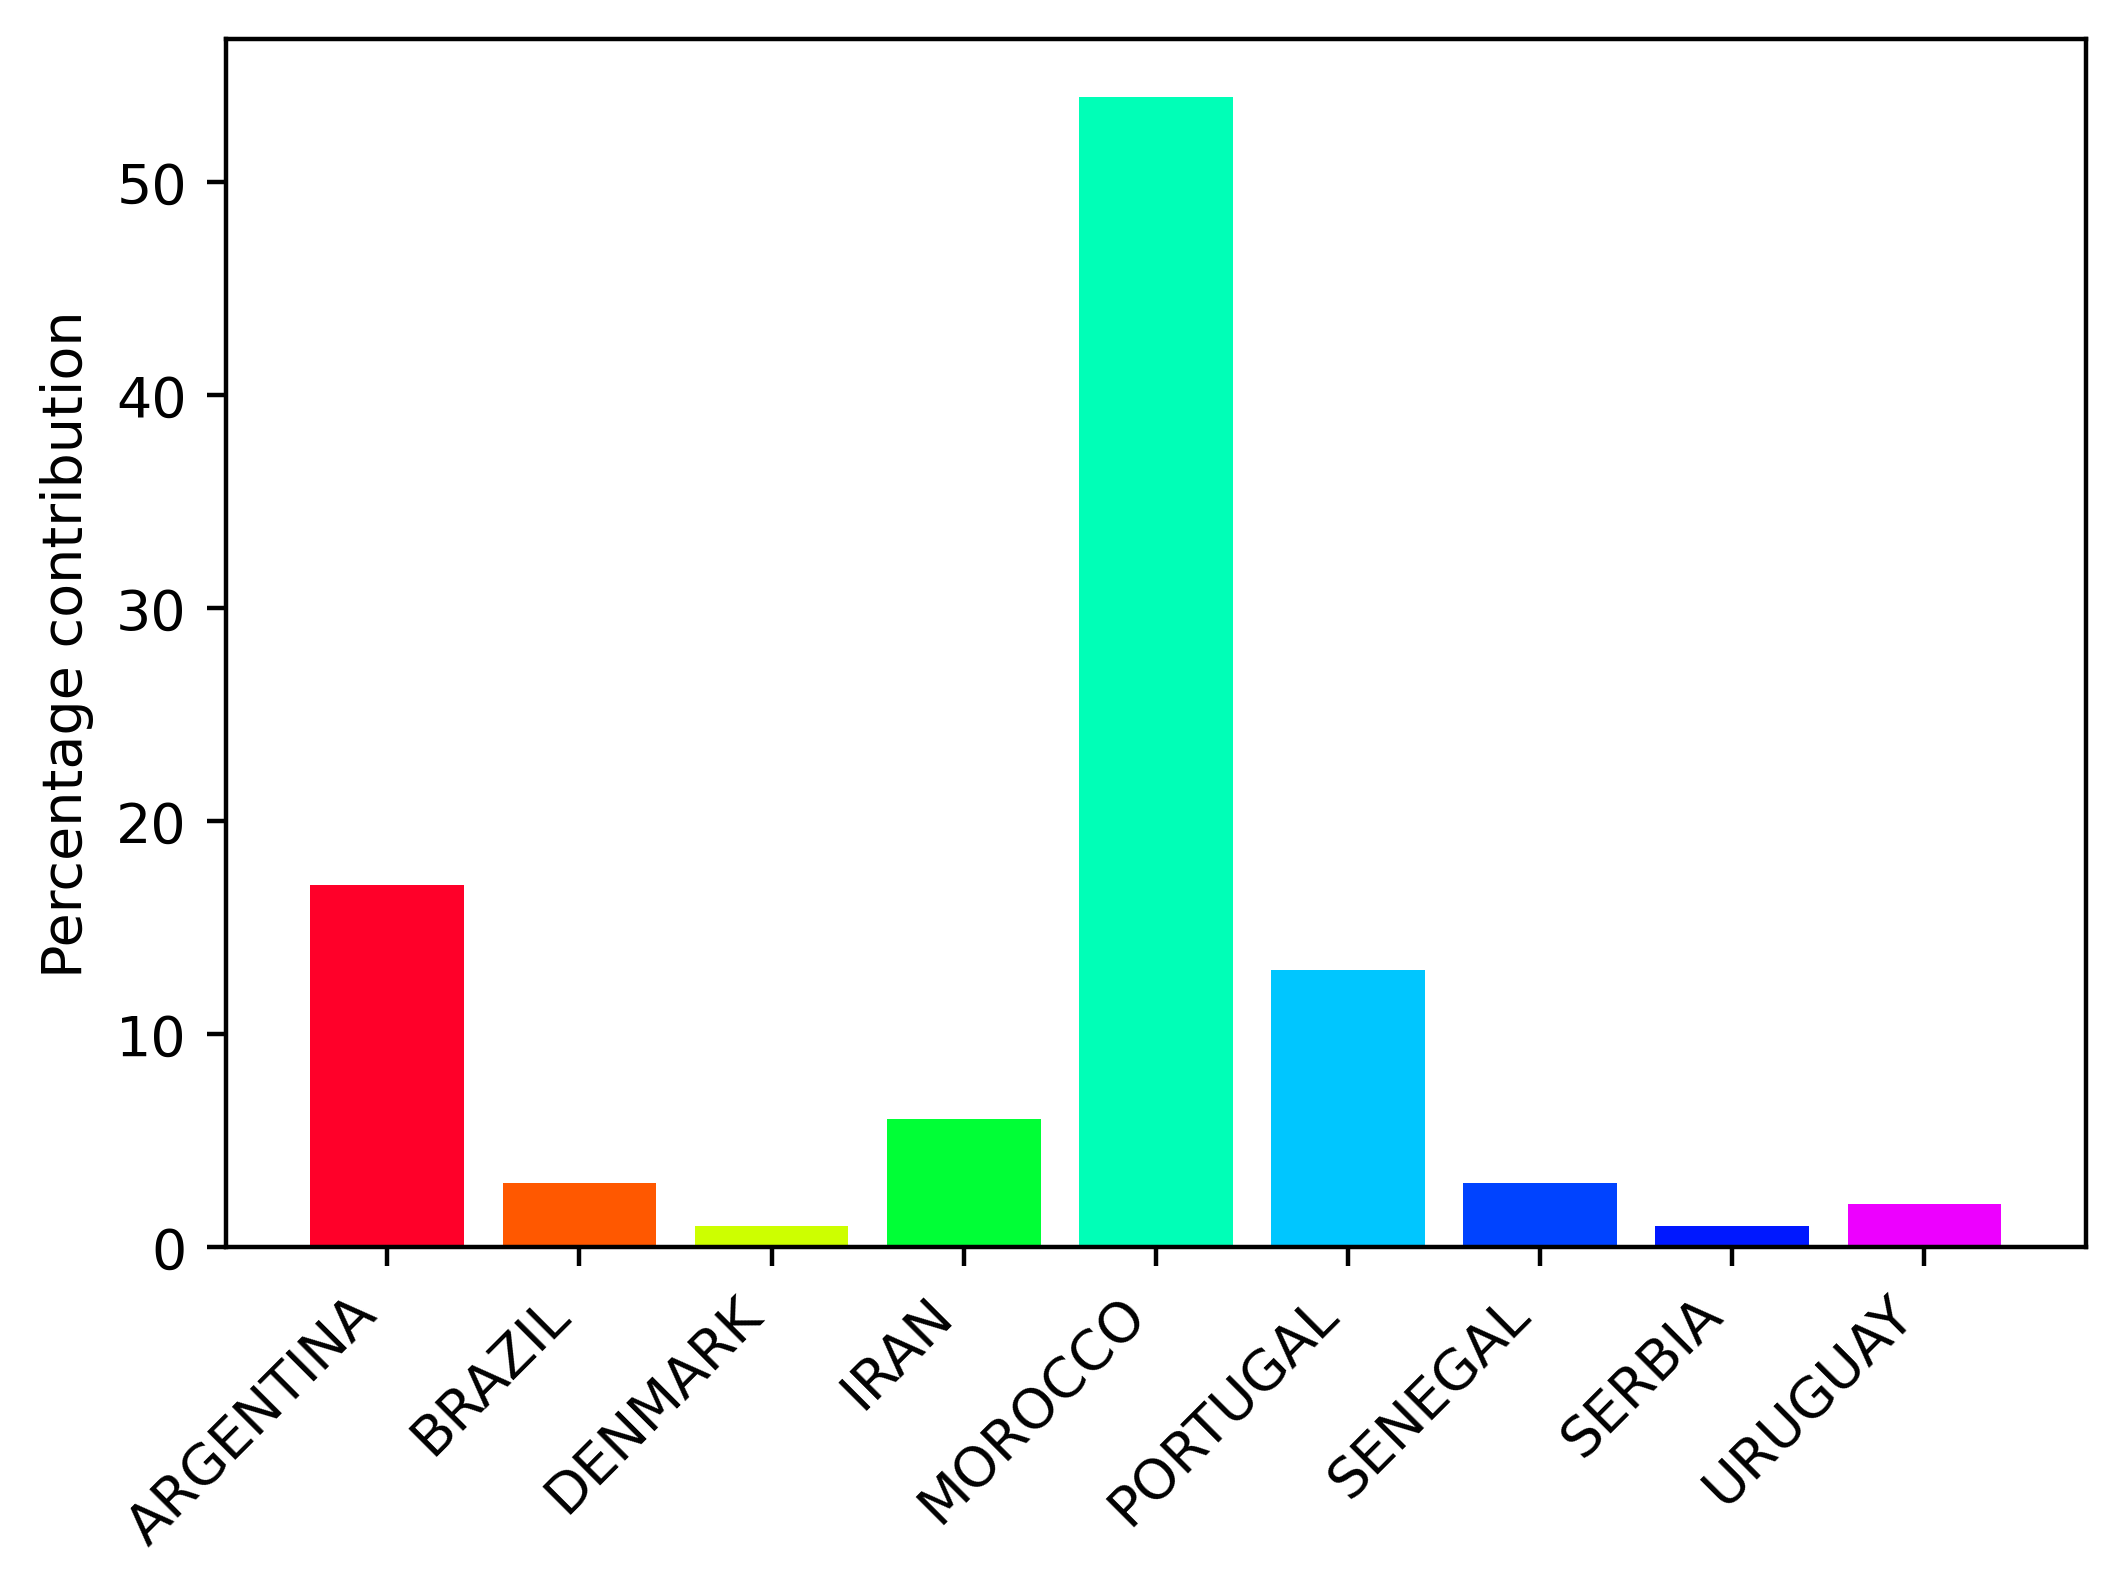 Percentage contribution
50
40
30
20
10
0
ARGENTINA
BRAZIL
DENMARK
IRAN
MOROCCO
PORTUGAL
SENEGAL
SERBIA
URUGUAY